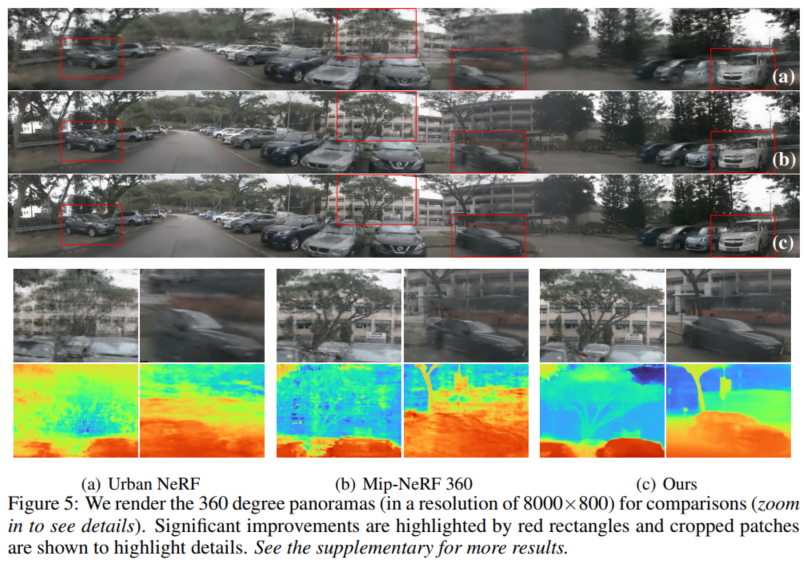 (a)
(b)
(c)
(a) Urban NeRF
(b) Mip-NeRF 360
(c) Ours
Figure 5: We render the 360 degree panoramas (in a resolution of 8000×800) for comparisons (zoom
in to see details). Significant improvements are highlighted by red rectangles and cropped patches
are shown to highlight details. See the supplementary for more results.